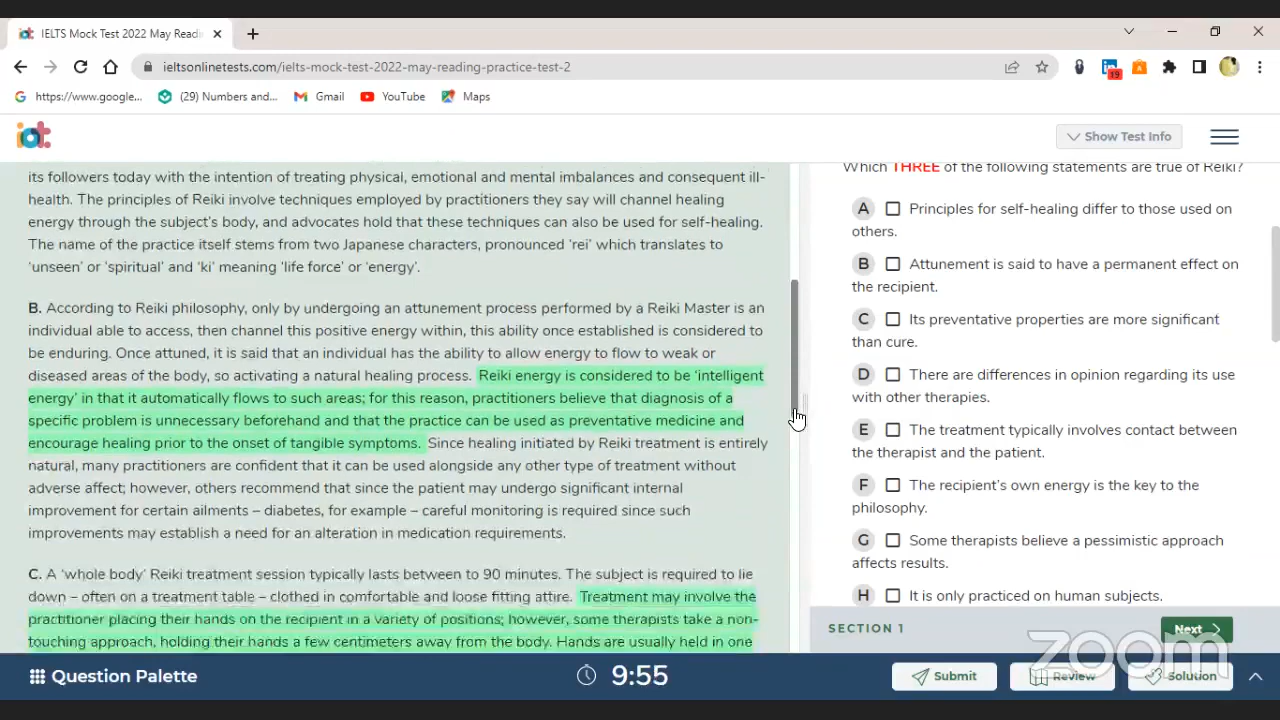 IELTS Mock Test 2022 May Readi
ieltsonlinetests.com/ielts-mock-test-2022-may-reading-practice-test-2
19
https://www.google... (29) Numbers and... Gmail YouTube Maps
iot Show Test Info
its followers today with the intention of treating physical, emotional and mental imbalances and consequent ill-
health. The principles of Reiki involve techniques employed by practitioners they say will channel healing
energy through the subject's body, and advocates hold that these techniques can also be used for self-healing.
The name of the practice itself stems from two Japanese characters, pronounced ‘rei’ which translates to
‘unseen’ or ‘spiritual’ and ‘ki’ meaning ‘life force’ or ‘energy’.
B. According to Reiki philosophy, only by undergoing an attunement process performed by a Reiki Master is an
individual able to access, then channel this positive energy within, this ability once established is considered to
be enduring. Once attuned, it is said that an individual has the ability to allow energy to flow to weak or
diseased areas of the body, so activating a natural healing process. Reiki energy is considered to be ‘intelligent
energy’ in that it automatically flows to such areas; for this reason, practitioners believe that diagnosis of a
specific problem is unnecessary beforehand and that the practice can be used as preventative medicine and
encourage healing prior to the onset of tangible symptoms. Since healing initiated by Reiki treatment is entirely
natural, many practitioners are confident that it can be used alongside any other type of treatment without
adverse affect; however, others recommend that since the patient may undergo significant internal
improvement for certain ailments – diabetes, for example – careful monitoring is required since such
improvements may establish a need for an alteration in medication requirements.
C. A ‘whole body’ Reiki treatment session typically lasts between to 90 minutes. The subject is required to lie
down – often on a treatment table – clothed in comfortable and loose fitting attire. Treatment may involve the
practitioner placing their hands on the recipient in a variety of positions; however, some therapists take a non-
touching approach, holding their hands a few centimeters away from the body. Hands are usually held in one
Which THREE of the following statements are true of Reiki?
A Principles for self-healing differ to those used on
others.
B Attunement is said to have a permanent effect on
the recipient.
C Its preventative properties are more significant
than cure.
D There are differences in opinion regarding its use
with other therapies.
E The treatment typically involves contact between
the therapist and the patient.
F The recipient's own energy is the key to the
philosophy.
G Some therapists believe a pessimistic approach
affects results.
H It is only practiced on human subjects.
SECTION 1 Next
zoom
Question Palette 9:55 Submit Review Solution